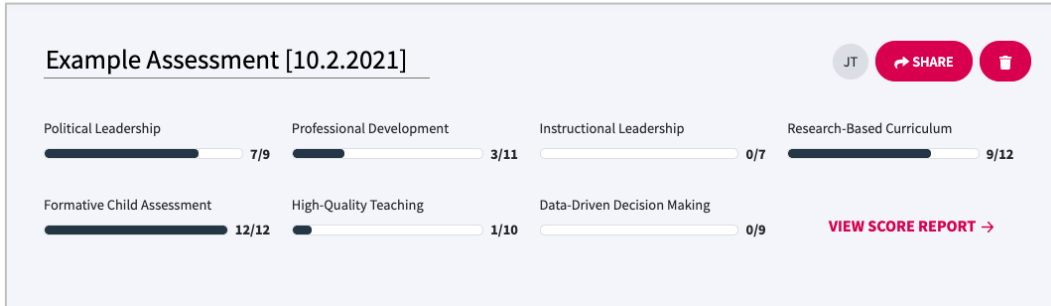 Example Assessment [10.2.2021]
JT
SHARE
Political Leadership
7/9
Professional Development
3/11
Instructional Leadership
0/7
Research-Based Curriculum
9/12
Formative Child Assessment
12/12
High-Quality Teaching
1/10
Data-Driven Decision Making
0/9
VIEW SCORE REPORT →